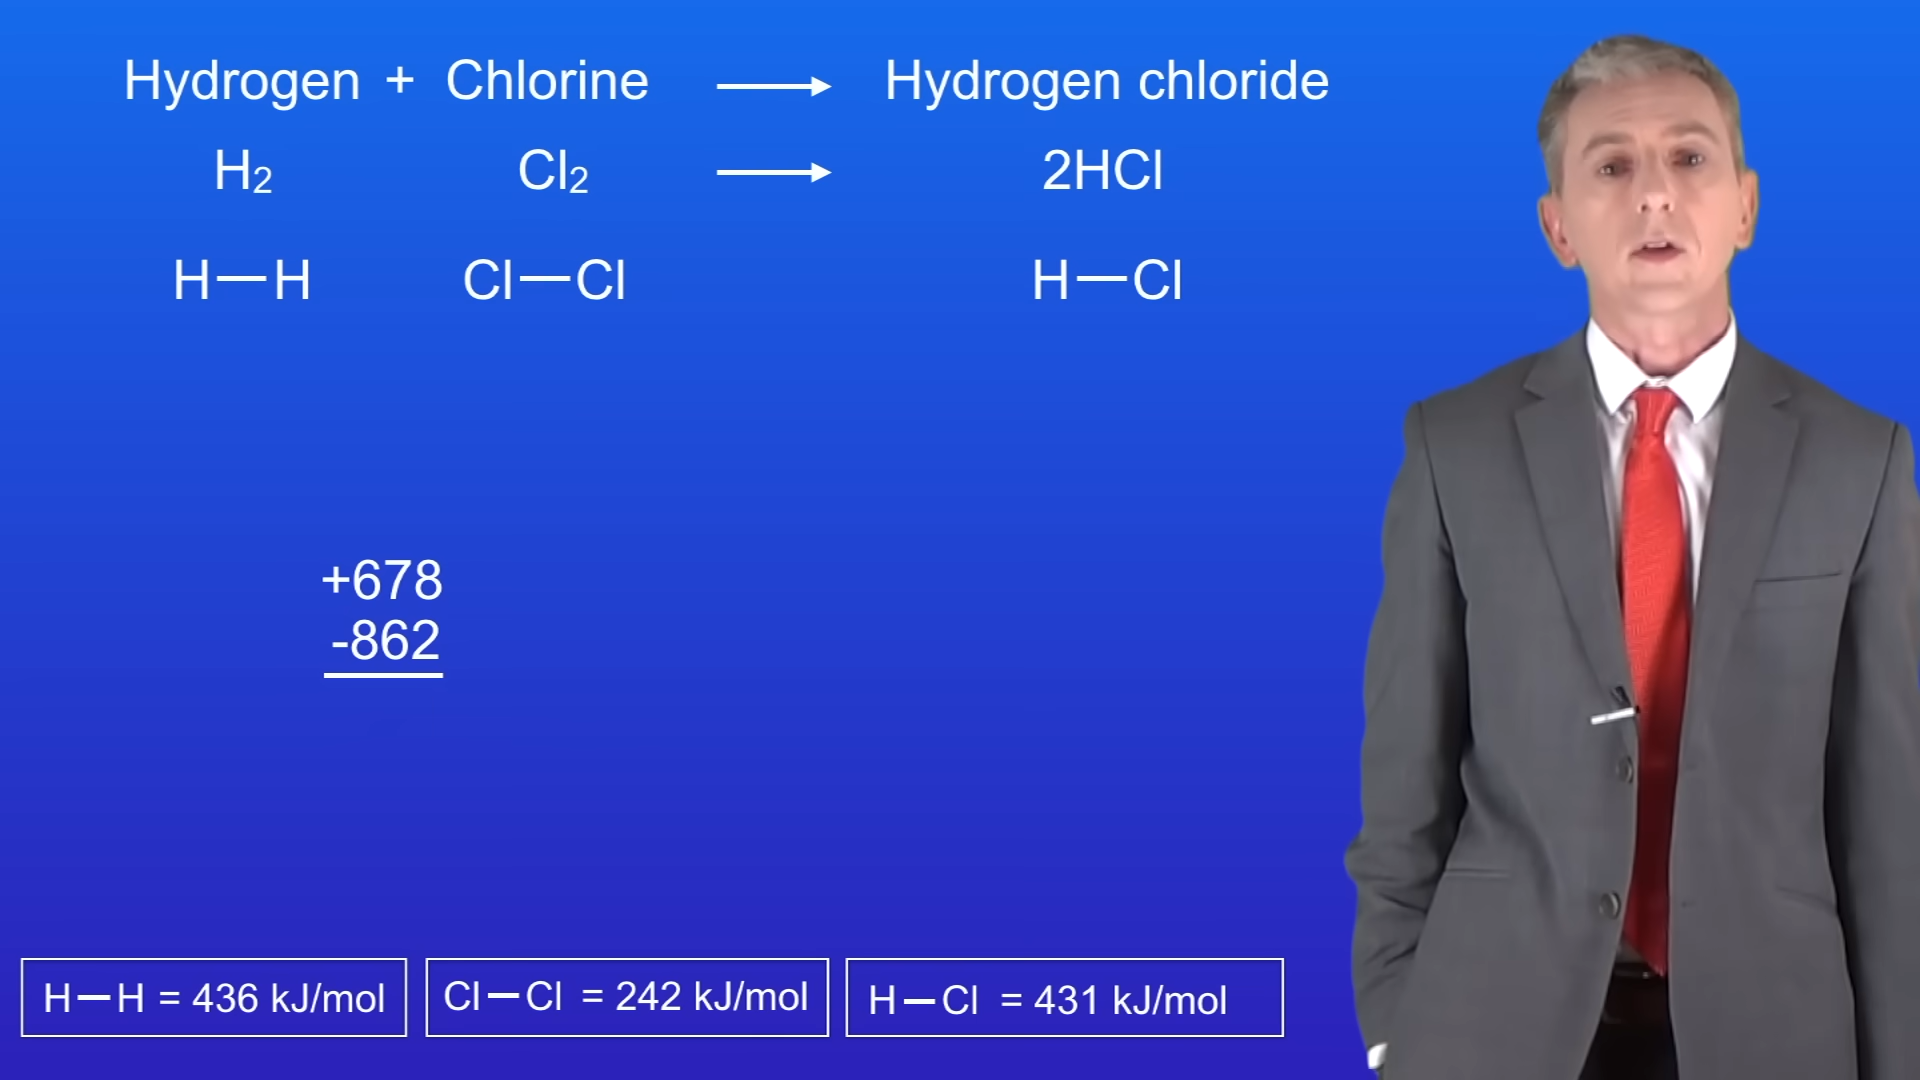 Hydrogen + Chlorine ⟶ Hydrogen chloride
H₂ Cl₂ ⟶ 2HCl
H—H Cl—Cl H—Cl
+678
-862
H—H = 436 kJ/mol
Cl—Cl = 242 kJ/mol
H—Cl = 431 kJ/mol